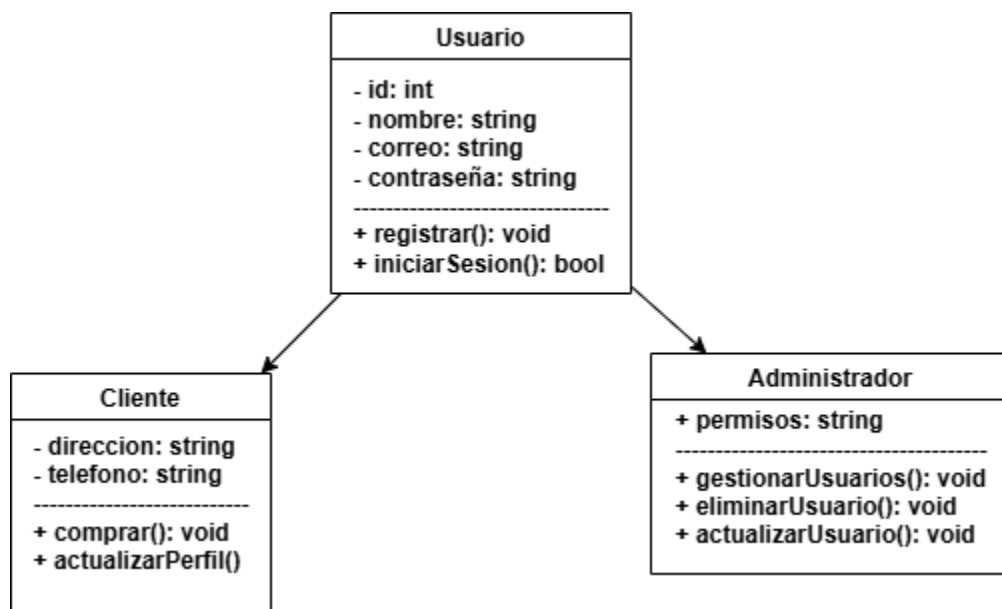 Usuario
- id: int
- nombre: string
- correo: string
- contraseña: string
--------------------------------
+ registrar(): void
+ iniciarSesion(): bool
Cliente
- direccion: string
- telefono: string
---------------------------
+ comprar(): void
+ actualizarPerfil()
Administrador
+ permisos: string
---------------------------------------
+ gestionarUsuarios(): void
+ eliminarUsuario(): void
+ actualizarUsuario(): void